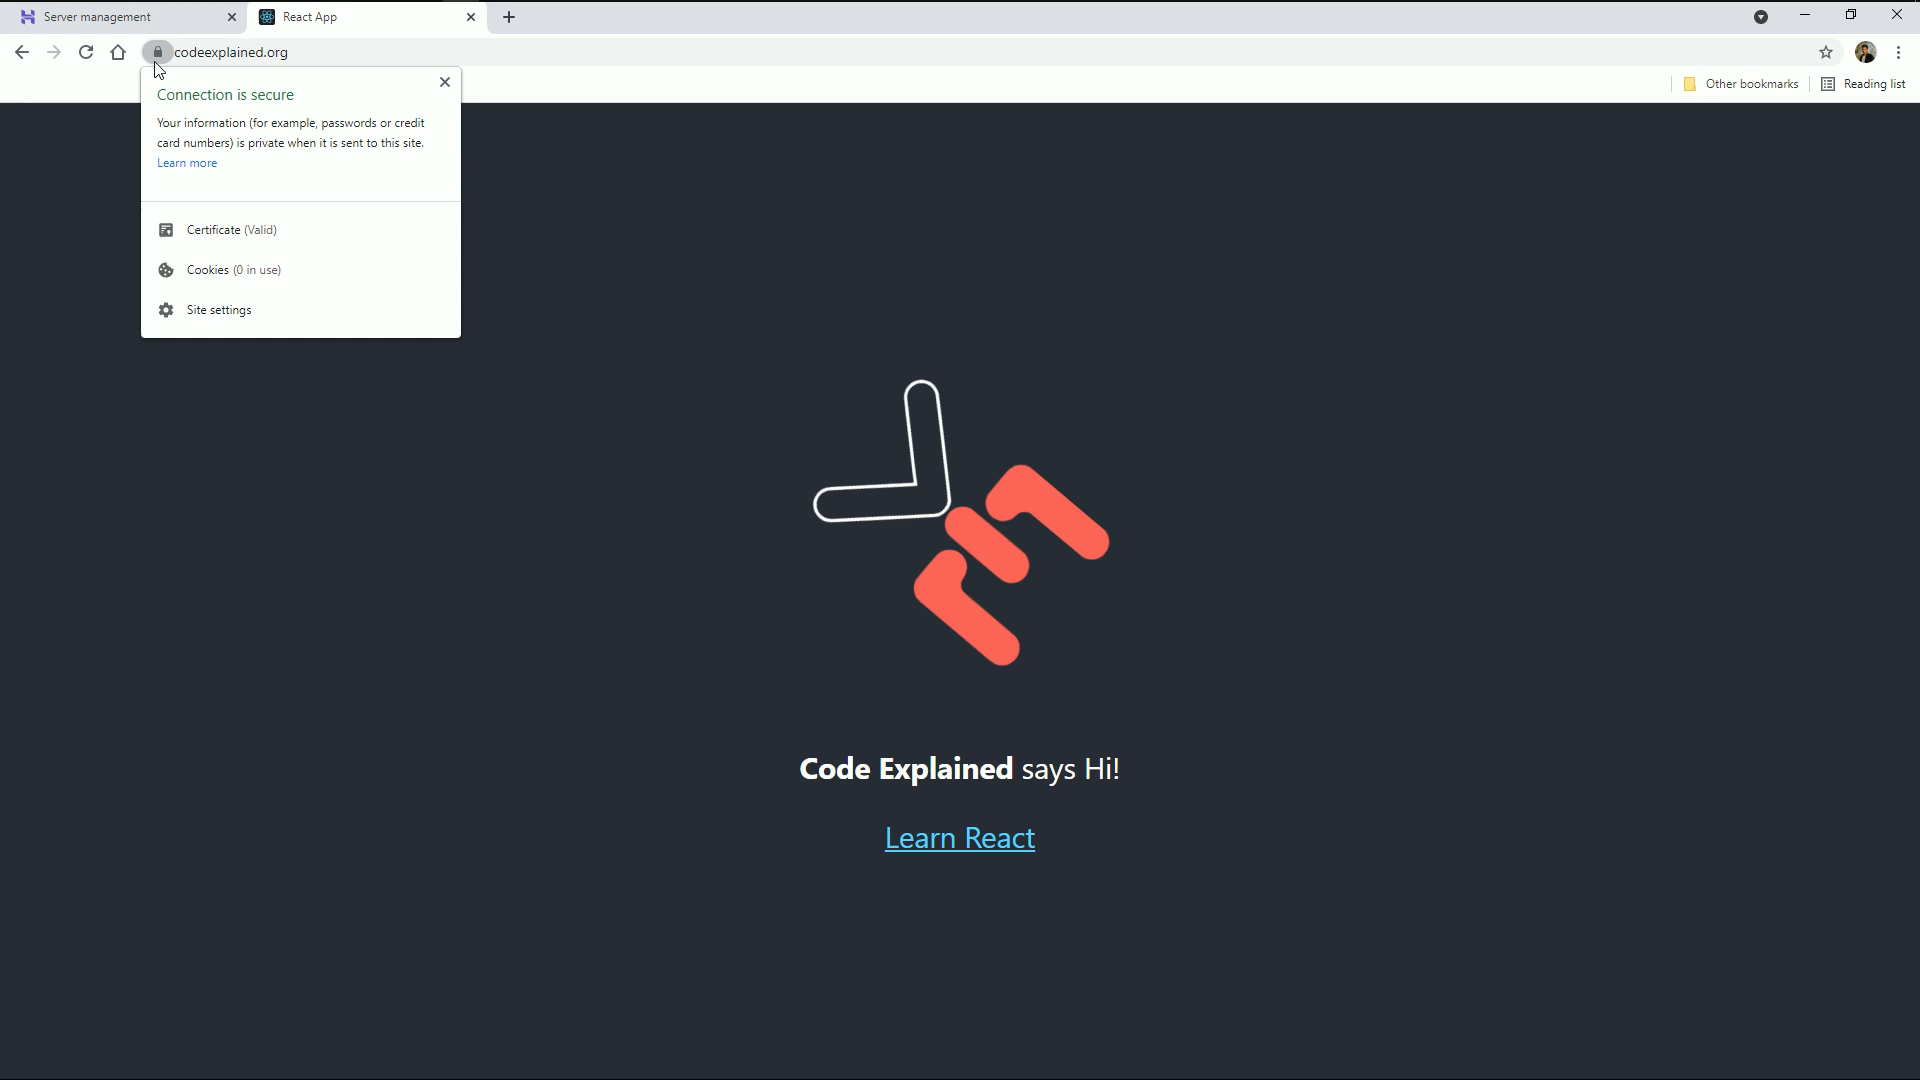 Server management
React App
codeexplained.org
Other bookmarks
Reading list
Connection is secure
Your information (for example, passwords or credit
card numbers) is private when it is sent to this site.
Learn more
Certificate (Valid)
Cookies (0 in use)
Site settings
Code Explained says Hi!
Learn React